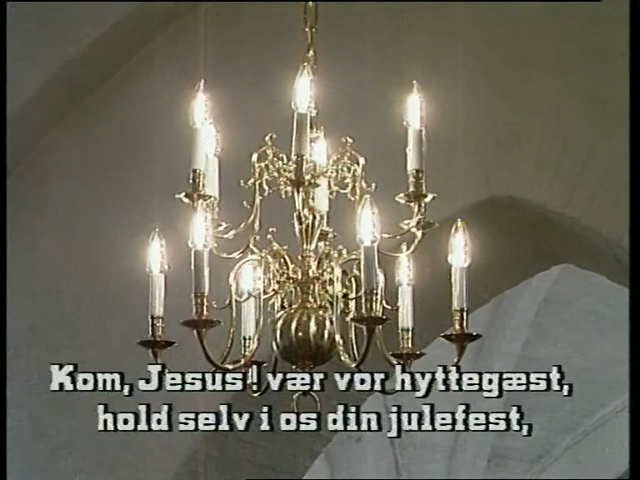 Kom, Jesus! vær vor hyttegæst,
hold selv i os din julefest,